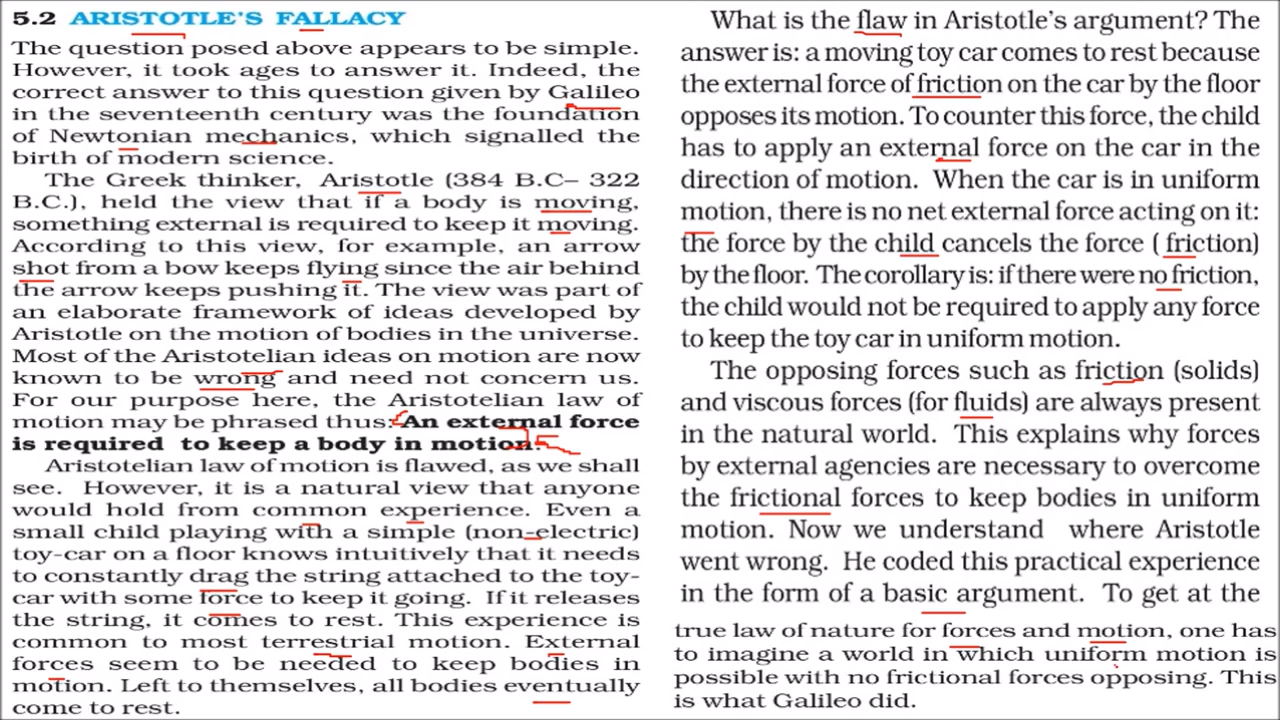 5.2 ARISTOTLE'S FALLACY
The question posed above appears to be simple.
However, it took ages to answer it. Indeed, the
correct answer to this question given by Galileo
in the seventeenth century was the foundation
of Newtonian mechanics, which signalled the
birth of modern science.
The Greek thinker, Aristotle (384 B.C– 322
B.C.), held the view that if a body is moving,
something external is required to keep it moving.
According to this view, for example, an arrow
shot from a bow keeps flying since the air behind
the arrow keeps pushing it. The view was part of
an elaborate framework of ideas developed by
Aristotle on the motion of bodies in the universe.
Most of the Aristotelian ideas on motion are now
known to be wrong and need not concern us.
For our purpose here, the Aristotelian law of
motion may be phrased thus: An external force
is required to keep a body in motion.
Aristotelian law of motion is flawed, as we shall
see. However, it is a natural view that anyone
would hold from common experience. Even a
small child playing with a simple (non-electric)
toy-car on a floor knows intuitively that it needs
to constantly drag the string attached to the toy-
car with some force to keep it going. If it releases
the string, it comes to rest. This experience is
common to most terrestrial motion. External
forces seem to be needed to keep bodies in
motion. Left to themselves, all bodies eventually
come to rest.
What is the flaw in Aristotle's argument? The
answer is: a moving toy car comes to rest because
the external force of friction on the car by the floor
opposes its motion. To counter this force, the child
has to apply an external force on the car in the
direction of motion. When the car is in uniform
motion, there is no net external force acting on it:
the force by the child cancels the force ( friction)
by the floor. The corollary is: if there were no friction,
the child would not be required to apply any force
to keep the toy car in uniform motion.
The opposing forces such as friction (solids)
and viscous forces (for fluids) are always present
in the natural world. This explains why forces
by external agencies are necessary to overcome
the frictional forces to keep bodies in uniform
motion. Now we understand where Aristotle
went wrong. He coded this practical experience
in the form of a basic argument. To get at the
true law of nature for forces and motion, one has
to imagine a world in which uniform motion is
possible with no frictional forces opposing. This
is what Galileo did.